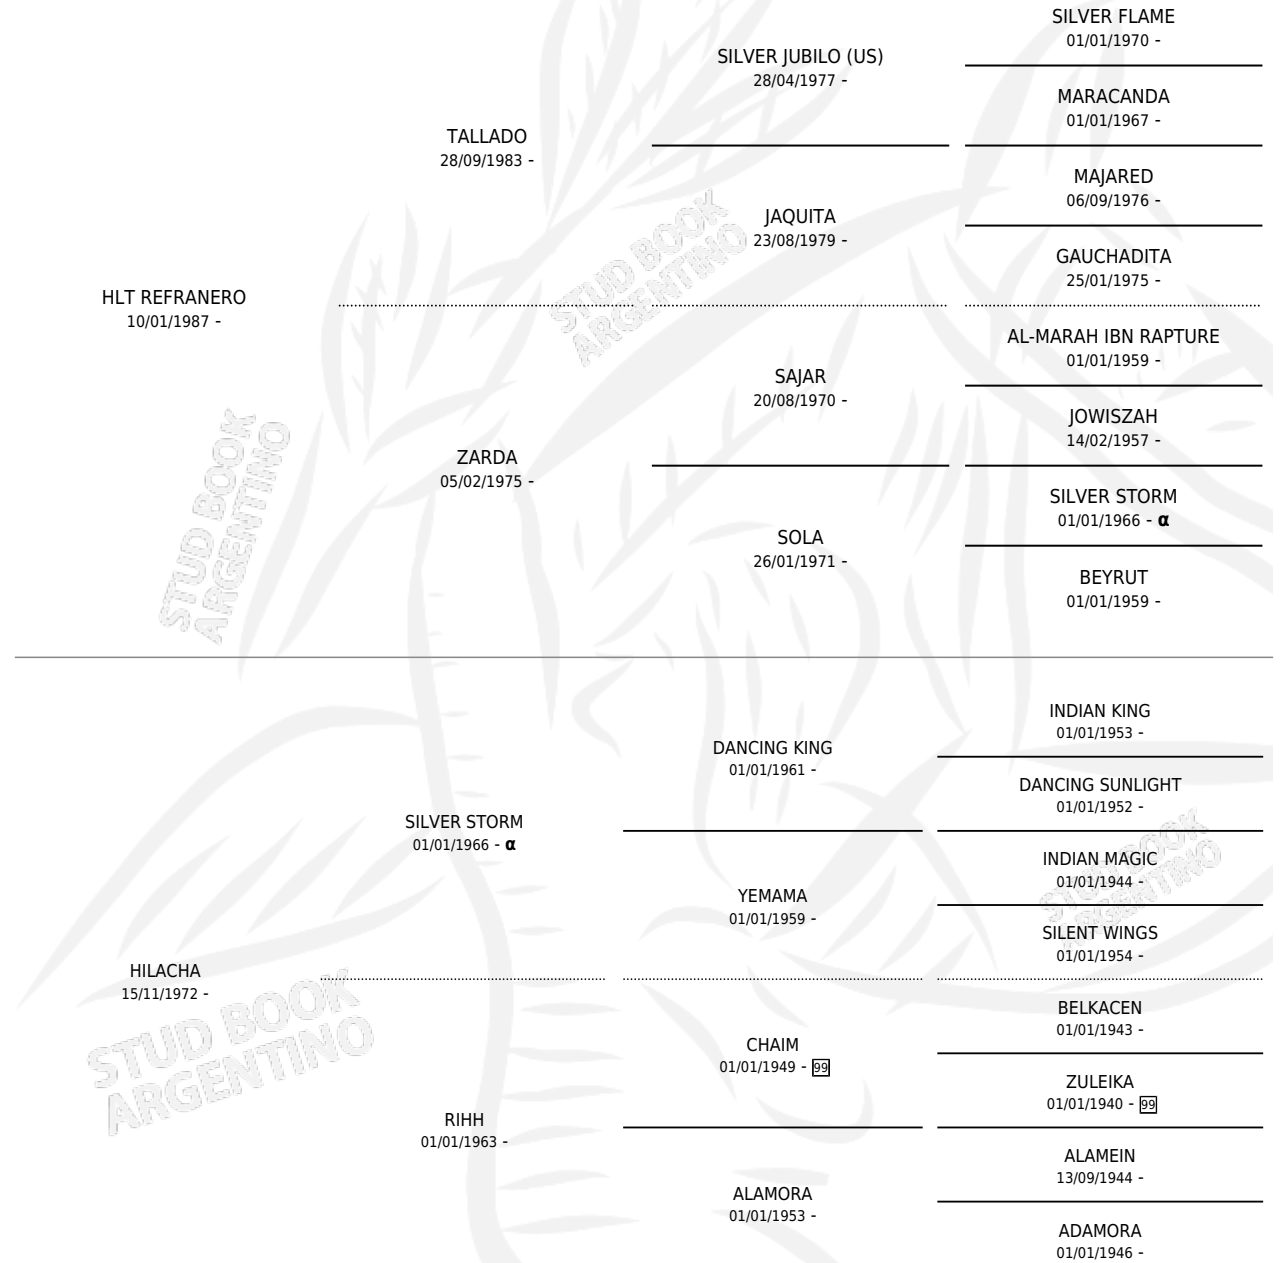 SILVER FLAME
01/01/1970 -
SILVER JUBILO (US)
28/04/1977 -
MARACANDA
01/01/1967 -
TALLADO
28/09/1983 -
MAJARED
06/09/1976 -
JAQUITA
23/08/1979 -
GAUCHADITA
25/01/1975 -
HLT REFRANERO
10/01/1987 -
AL-MARAH IBN RAPTURE
01/01/1959 -
SAJAR
20/08/1970 -
JOWISZAH
14/02/1957 -
ZARDA
05/02/1975 -
SILVER STORM
01/01/1966 - α
SOLA
26/01/1971 -
BEYRUT
01/01/1959 -
STUD BOOK
ARGENTINO
STUD BOOK
ARGENTINO
INDIAN KING
01/01/1953 -
DANCING KING
01/01/1961 -
DANCING SUNLIGHT
01/01/1952 -
SILVER STORM
01/01/1966 - α
INDIAN MAGIC
01/01/1944 -
YEMAMA
01/01/1959 -
SILENT WINGS
01/01/1954 -
HILACHA
15/11/1972 -
BELKACEN
01/01/1943 -
CHAIM
01/01/1949 - 99
ZULEIKA
01/01/1940 - 99
RIHH
01/01/1963 -
ALAMEIN
13/09/1944 -
ALAMORA
01/01/1953 -
ADAMORA
01/01/1946 -
STUD BOOK
ARGENTINO
STUD BOOK
ARGENTINO